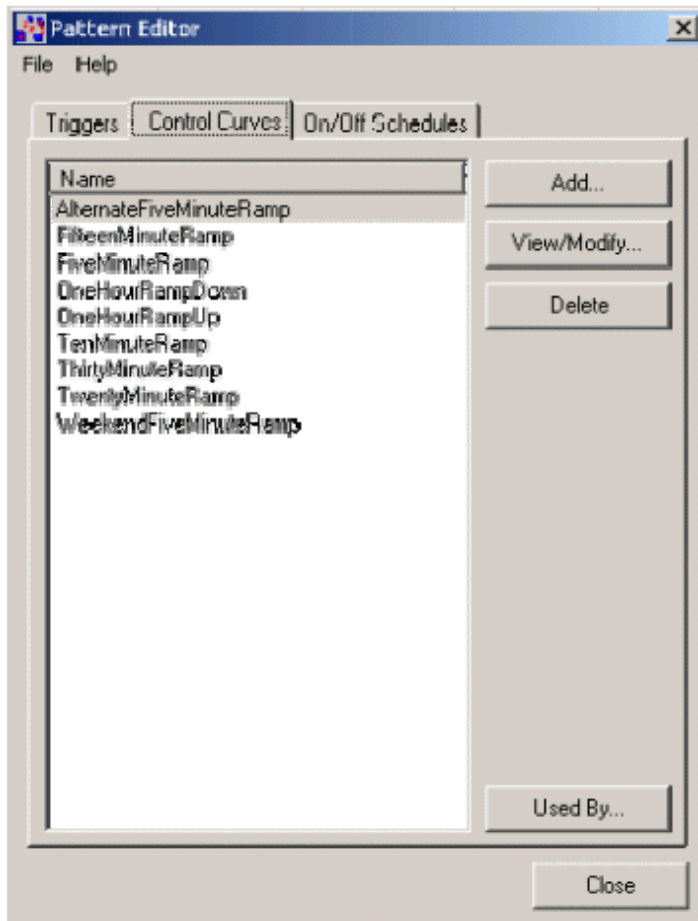 Pattern Editor
File Help
Triggers Control Curves On/Off Schedules
Name
AlternateFiveMinuteRamp
FifteenMinuteRamp
FiveMinuteRamp
OneHourRampDown
OneHourRampUp
TenMinuteRamp
ThirtyMinuteRamp
TwentyMinuteRamp
WeekendFiveMinuteRamp
Add...
View/Modify...
Delete
Used By...
Close